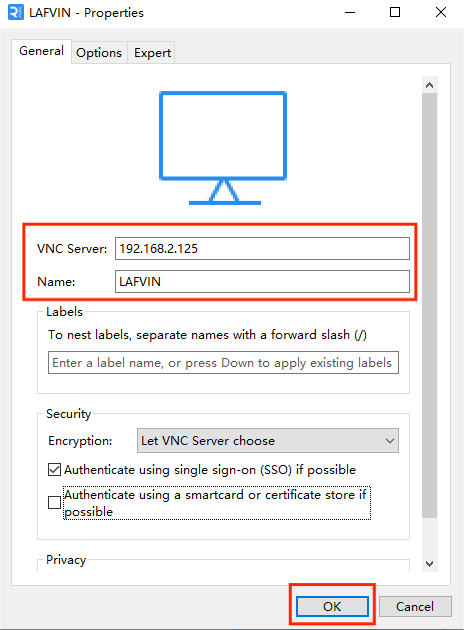 LAFVIN - Properties
General Options Expert
VNC Server: 192.168.2.125
Name: LAFVIN
Labels
To nest labels, separate names with a forward slash (/)
Enter a label name, or press Down to apply existing labels
Security
Encryption: Let VNC Server choose
Authenticate using single sign-on (SSO) if possible
Authenticate using a smartcard or certificate store if
possible
Privacy
OK Cancel